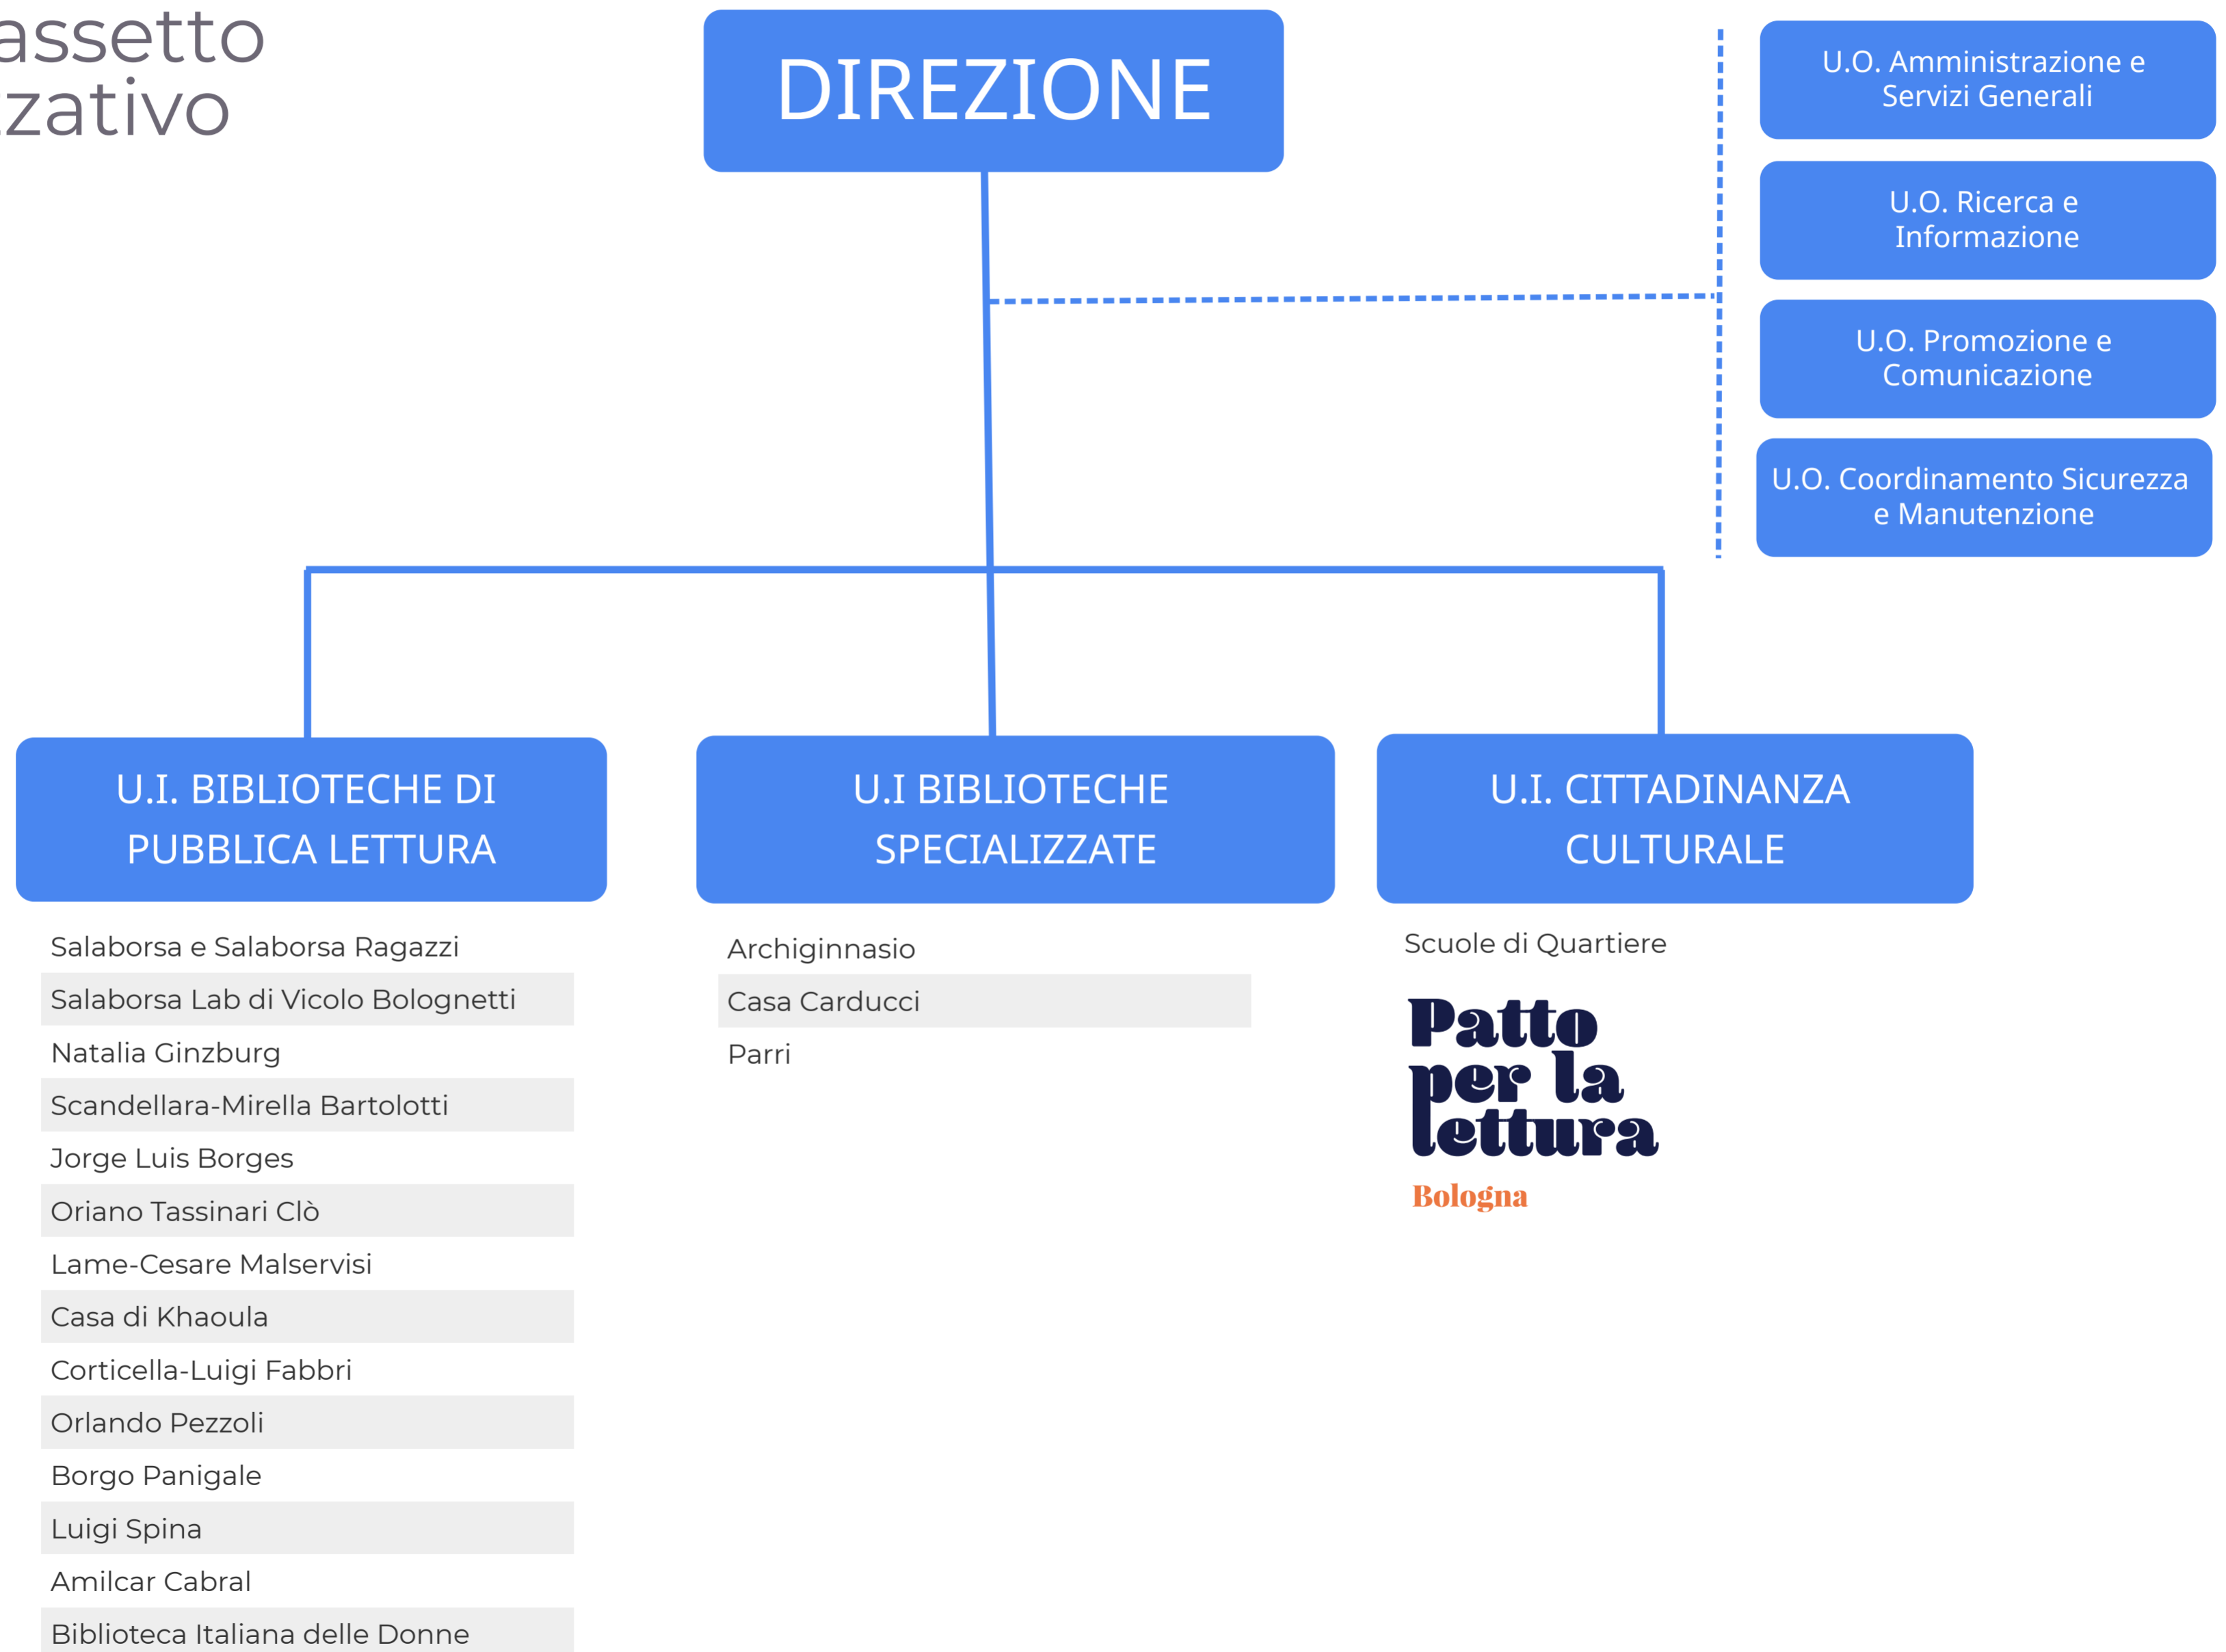 assetto
zativo
DIREZIONE
U.O. Amministrazione e
Servizi Generali
U.O. Ricerca e
Informazione
U.O. Promozione e
Comunicazione
U.O. Coordinamento Sicurezza
e Manutenzione
U.I. BIBLIOTECHE DI
PUBBLICA LETTURA
Salaborsa e Salaborsa Ragazzi
Salaborsa Lab di Vicolo Bolognetti
Natalia Ginzburg
Scandellara-Mirella Bartolotti
Jorge Luis Borges
Oriano Tassinari Clò
Lame-Cesare Malservisi
Casa di Khaoula
Corticella-Luigi Fabbri
Orlando Pezzoli
Borgo Panigale
Luigi Spina
Amilcar Cabral
Biblioteca Italiana delle Donne
U.I BIBLIOTECHE
SPECIALIZZATE
Archiginnasio
Casa Carducci
Parri
U.I. CITTADINANZA
CULTURALE
Scuole di Quartiere
Patto
per la
lettura
Bologna